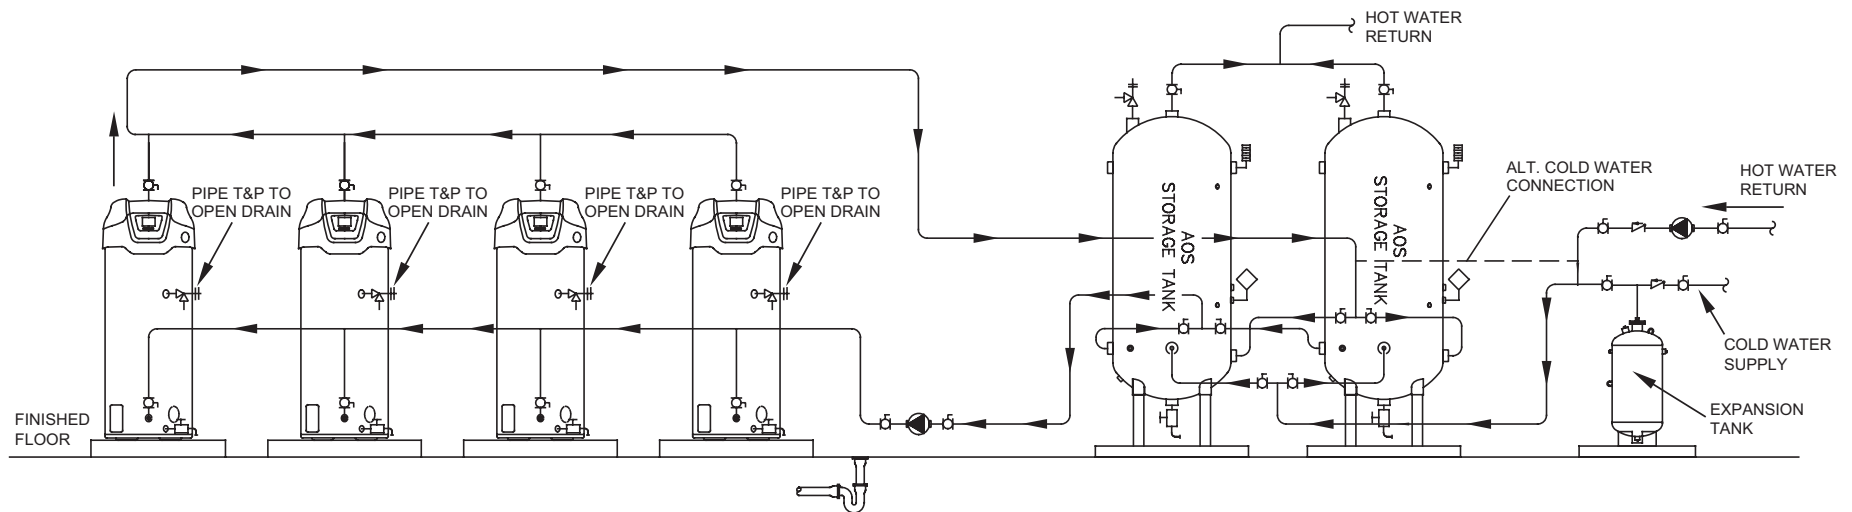 HOT WATER
RETURN
PIPE T&P TO
OPEN DRAIN
PIPE T&P TO
OPEN DRAIN
PIPE T&P TO
OPEN DRAIN
PIPE T&P TO
OPEN DRAIN
AOS
STORAGE TANK
AOS
STORAGE TANK
ALT. COLD WATER
CONNECTION
HOT WATER
RETURN
COLD WATER
SUPPLY
EXPANSION
TANK
FINISHED
FLOOR